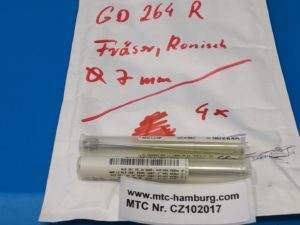 GD 264 R
Fräser, Konisch
Ø 7 mm
4x
www.mtc-hamburg.com
MTC Nr. CZ102017